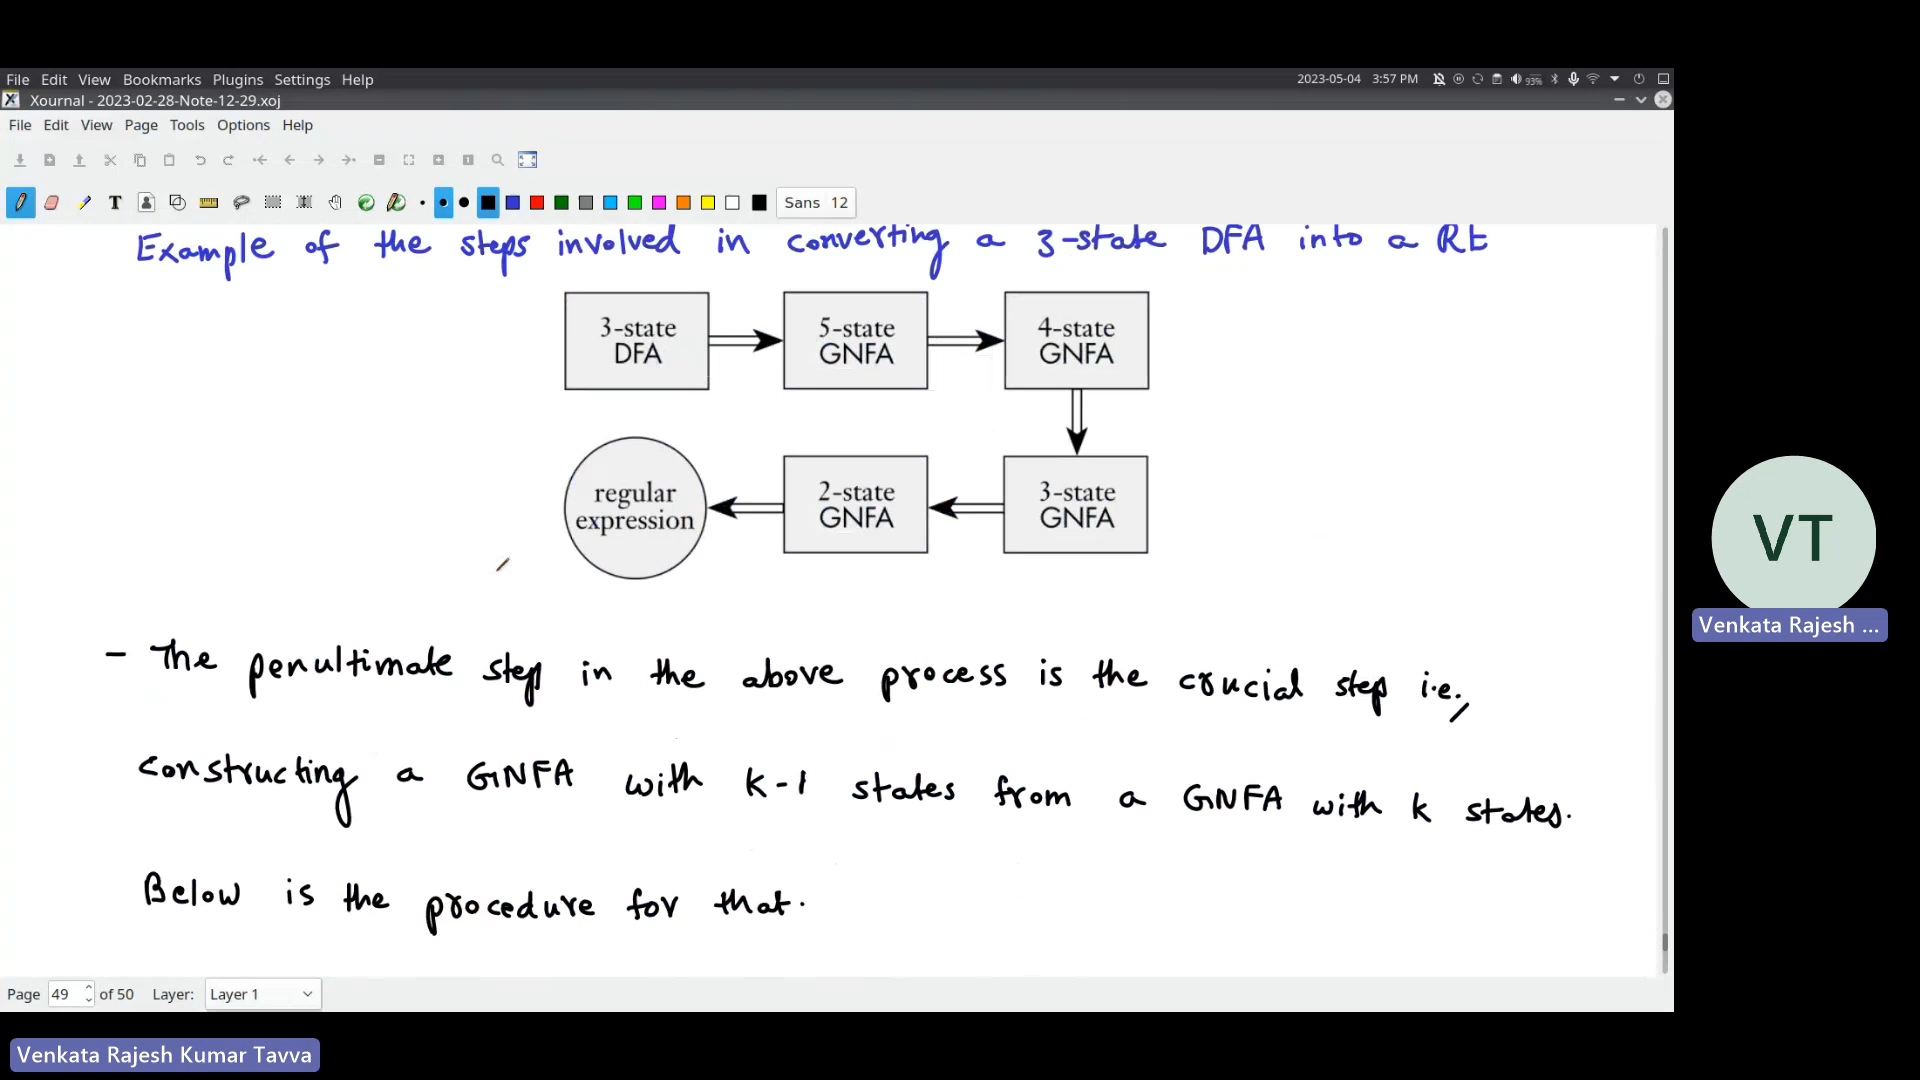 File Edit View Bookmarks Plugins Settings Help
2023-05-04 3:57 PM 93%
Xournal - 2023-02-28-Note-12-29.xoj
File Edit View Page Tools Options Help
T
Sans 12
Example of the steps involved in converting a 3-state DFA into a RE
3-state DFA
5-state GNFA
4-state GNFA
regular expression
2-state GNFA
3-state GNFA
- The penultimate step in the above process is the crucial step i.e.,
constructing a GNFA with k-1 states from a GNFA with k states.
Below is the procedure for that.
VT
Venkata Rajesh ...
Page 49 of 50 Layer: Layer 1
Venkata Rajesh Kumar Tavva